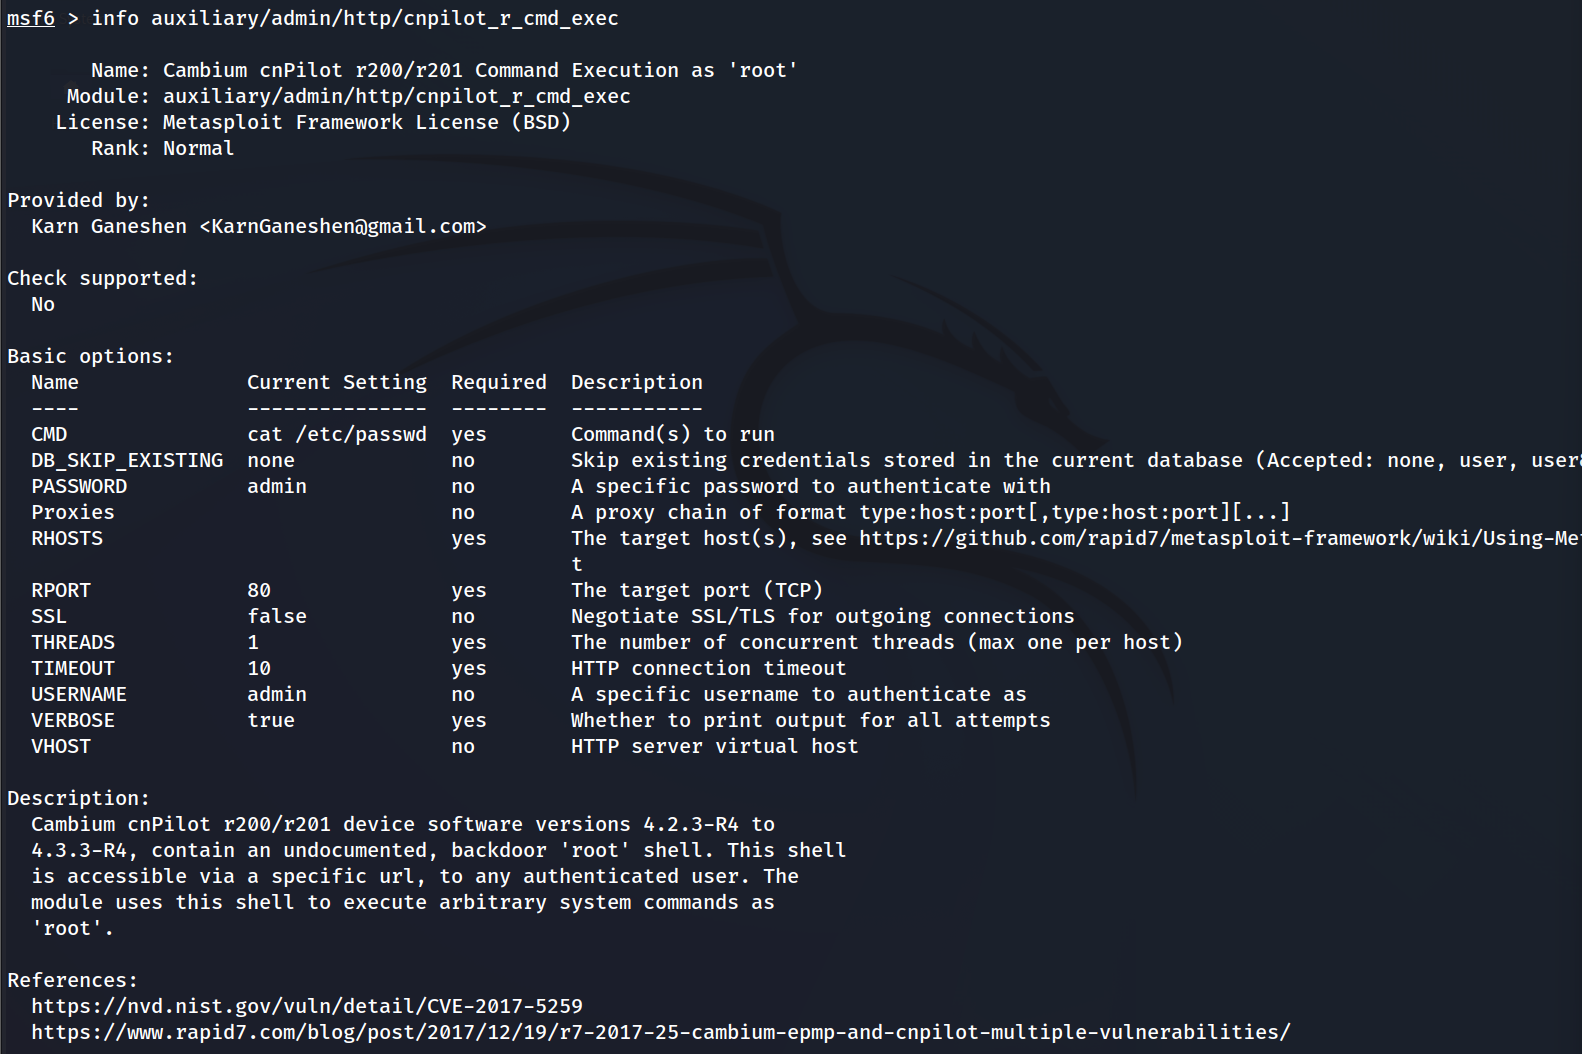 msf6 > info auxiliary/admin/http/cnpilot_r_cmd_exec
Name: Cambium cnPilot r200/r201 Command Execution as 'root'
Module: auxiliary/admin/http/cnpilot_r_cmd_exec
License: Metasploit Framework License (BSD)
Rank: Normal
Provided by:
Karn Ganeshen <KarnGaneshen@gmail.com>
Check supported:
No
Basic options:
Name Current Setting Required Description
---- --------------- -------- -----------
CMD cat /etc/passwd yes Command(s) to run
DB_SKIP_EXISTING none no Skip existing credentials stored in the current database (Accepted: none, user, user&
PASSWORD admin no A specific password to authenticate with
Proxies no A proxy chain of format type:host:port[,type:host:port][...]
RHOSTS yes The target host(s), see https://github.com/rapid7/metasploit-framework/wiki/Using-Me
t
RPORT 80 yes The target port (TCP)
SSL false no Negotiate SSL/TLS for outgoing connections
THREADS 1 yes The number of concurrent threads (max one per host)
TIMEOUT 10 yes HTTP connection timeout
USERNAME admin no A specific username to authenticate as
VERBOSE true yes Whether to print output for all attempts
VHOST no HTTP server virtual host
Description:
Cambium cnPilot r200/r201 device software versions 4.2.3-R4 to
4.3.3-R4, contain an undocumented, backdoor 'root' shell. This shell
is accessible via a specific url, to any authenticated user. The
module uses this shell to execute arbitrary system commands as
'root'.
References:
https://nvd.nist.gov/vuln/detail/CVE-2017-5259
https://www.rapid7.com/blog/post/2017/12/19/r7-2017-25-cambium-epmp-and-cnpilot-multiple-vulnerabilities/